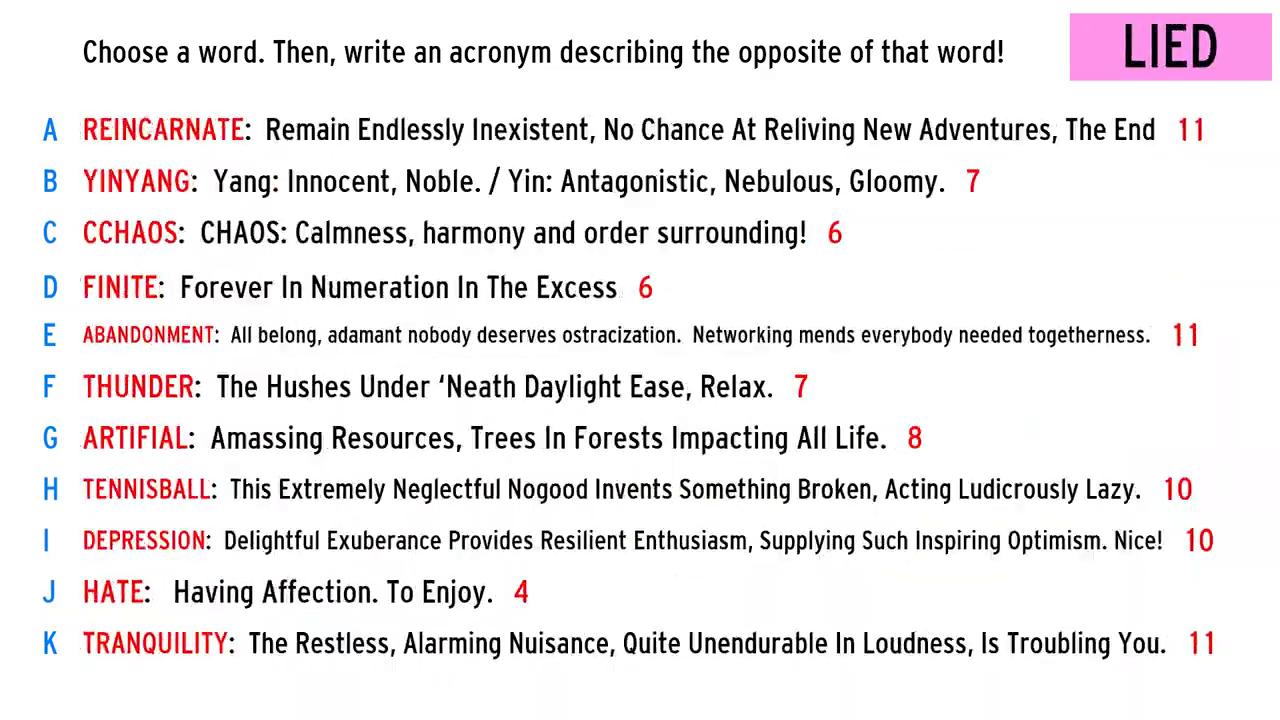 Choose a word. Then, write an acronym describing the opposite of that word!
LIED
A REINCARNATE: Remain Endlessly Inexistent, No Chance At Reliving New Adventures, The End 11
B YINYANG: Yang: Innocent, Noble. / Yin: Antagonistic, Nebulous, Gloomy. 7
C CCHAOS: CHAOS: Calmness, harmony and order surrounding! 6
D FINITE: Forever In Numeration In The Excess 6
E ABANDONMENT: All belong, adamant nobody deserves ostracization. Networking mends everybody needed togetherness. 11
F THUNDER: The Hushes Under ‘Neath Daylight Ease, Relax. 7
G ARTIFIAL: Amassing Resources, Trees In Forests Impacting All Life. 8
H TENNISBALL: This Extremely Neglectful Nogood Invents Something Broken, Acting Ludicrously Lazy. 10
I DEPRESSION: Delightful Exuberance Provides Resilient Enthusiasm, Supplying Such Inspiring Optimism. Nice! 10
J HATE: Having Affection. To Enjoy. 4
K TRANQUILITY: The Restless, Alarming Nuisance, Quite Unendurable In Loudness, Is Troubling You. 11